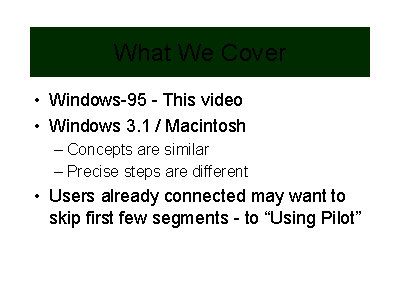 What We Cover
• Windows-95 - This video
• Windows 3.1 / Macintosh
– Concepts are similar
– Precise steps are different
• Users already connected may want to
skip first few segments - to “Using Pilot”